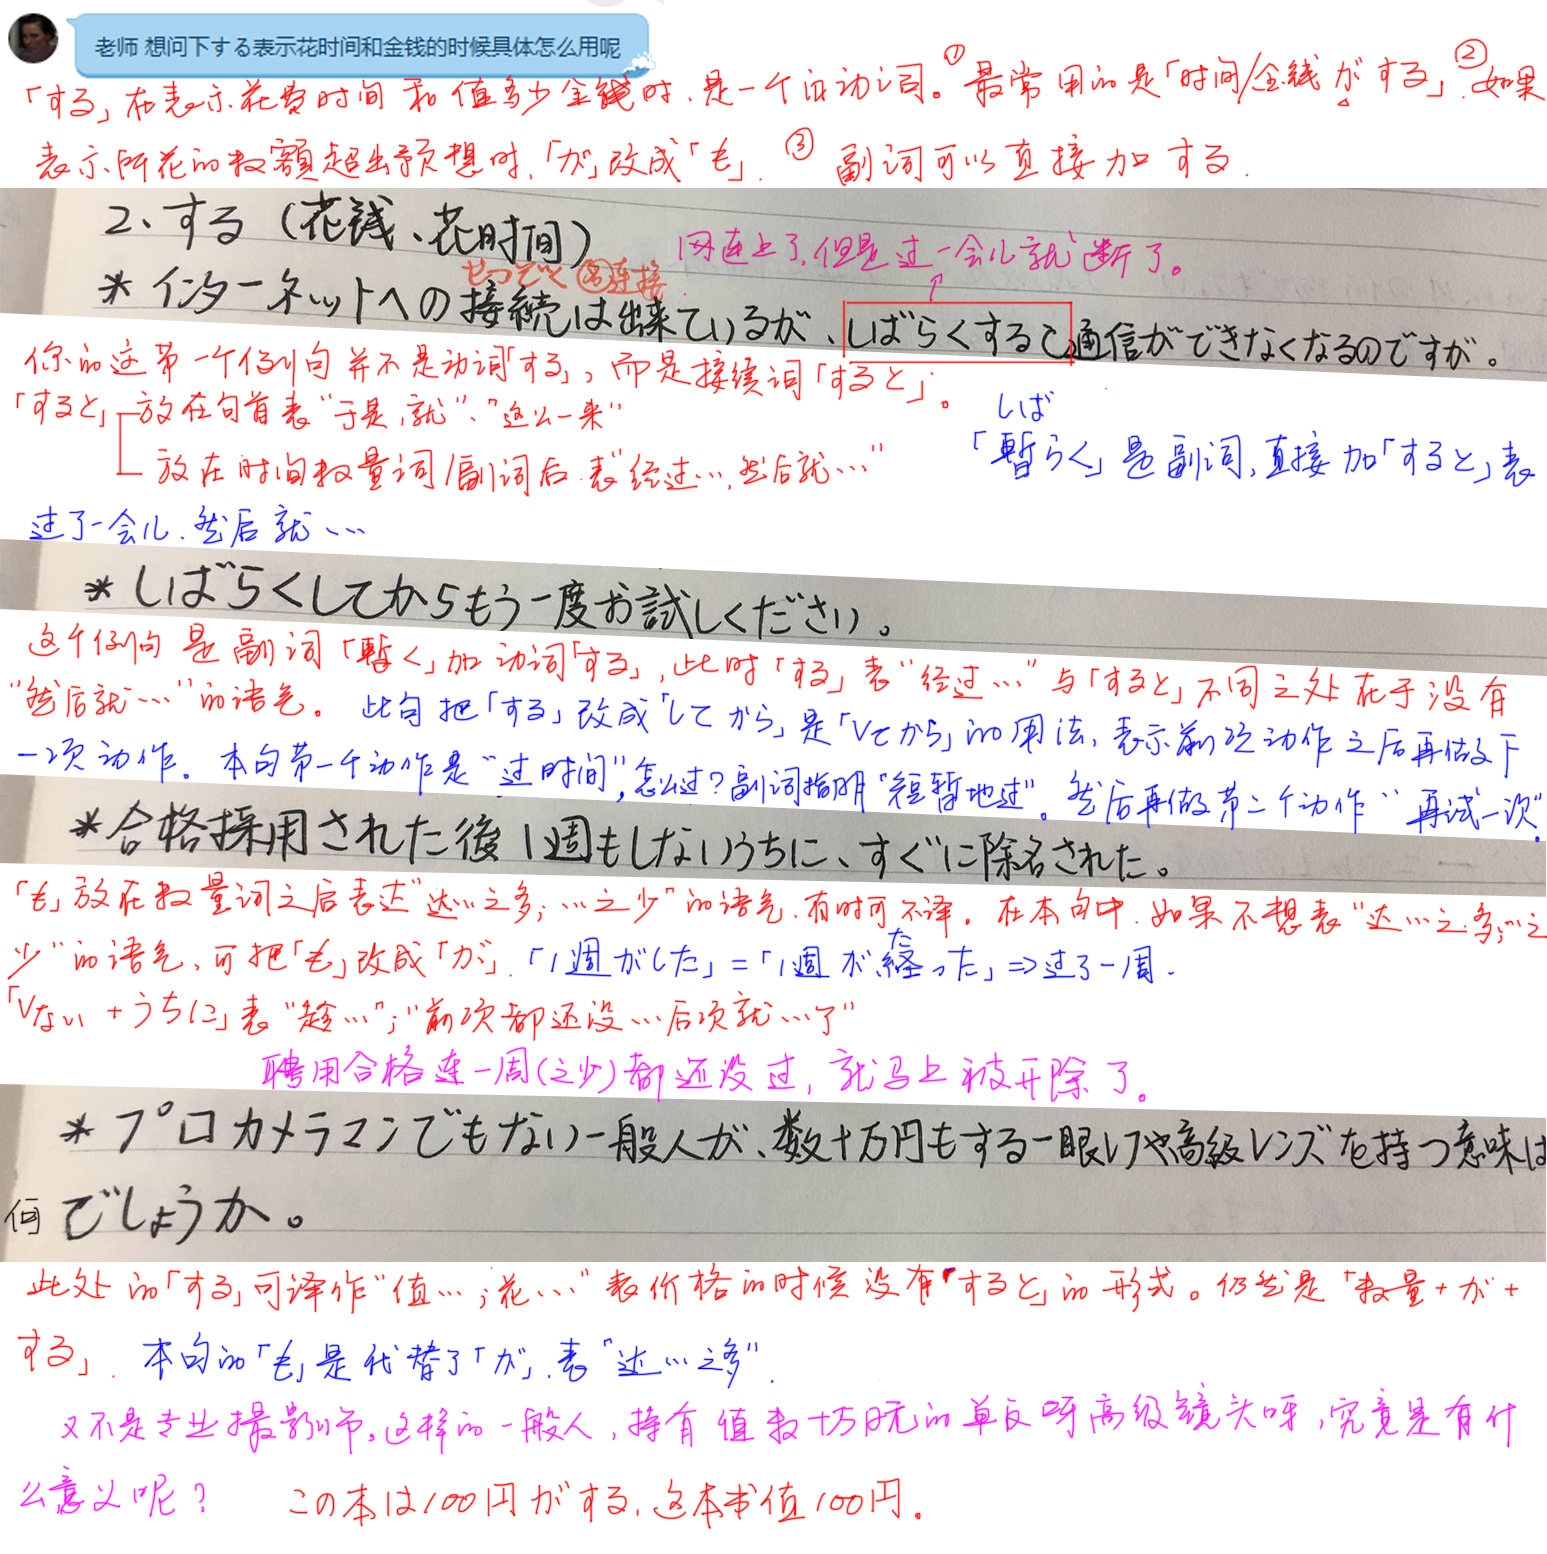 老师 想问下する表示花时间和金钱的时候具体怎么用呢
「する」在表示花费时间和值多少金钱时，是一个自动词。①最常用的是「时间/金钱がする」.②如果
表示所花的数额超出预想时，「が」改成「も」. ③ 副词可以直接加する.
2、する（花钱、花时间）
网连上了，但是过一会儿就断了。
せつぞく 名连接
* インターネットへの接続は出来ているが、しばらくすると通信ができなくなるのですが。
你的这第一个例句并不是动词「する」，而是接续词「すると」。
「すると」放在句首表“于是，就”、“这么一来”
放在时间数量词/副词后.表“经过…,然后就…”
しば
「暫らく」是副词，直接加「すると」表
过了一会儿.然后就…
* しばらくしてからもう一度お試しください。
这个例句是副词「暫く」加动词「する」，此时「する」表“经过…”与「すると」不同之处在于没有
“然后就…”的语气。此句把「する」改成「してから」是「Vてから」的用法，表示前次动作之后再做下
一次动作。本句第一个动作是“过时间”，怎么过？副词指明“短暂地过”。然后再做第二个动作“再试一次”.
* 合格採用された後1週もしないうちに、すぐに除名された。
「も」放在数量词之后表达“达…之多；…之少”的语气.有时可不译。在本句中.如果不想表“达…之多；…之
少”的语气，可把「も」改成「が」.「1週がした」=「1週が経った」⇒过了一周.
た
「Vない+うちに」表“趁…”；“前项都还没…后项就…了”
聘用合格连一周(之少)都还没过，就马上被开除了。
* プロカメラマンでもない一般人が、数十万円もする一眼レフや高級レンズを持つ意味は
何でしょうか。
此处的「する」可译作“值…；花…”表价格的时候没有「すると」的形式。仍然是「数量+が+
する」. 本句的「も」是代替了「が」.表“达…之多”.
又不是专业摄影师，这样的一般人，持有值数十万日元的单反呀高级镜头呀，究竟是有什
么意义呢？ この本は100円がする.这本书值100円。